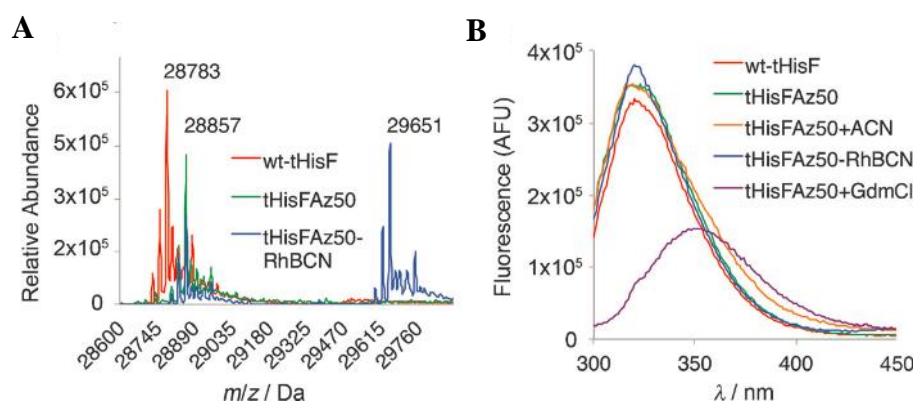 A
28783
28857
29651
6x10⁵
5x10⁵
3x10⁵
2x10⁵
0
Relative Abundance
wt-tHisF
tHisFAz50
tHisFAz50-
RhBCN
28600
28745
28890
29035
29180
29325
29470
29615
29760
m/z / Da
B
4x10⁵
3x10⁵
2x10⁵
1x10⁵
0
Fluorescence (AFU)
wt-tHisF
tHisFAz50
tHisFAz50+ACN
tHisFAz50-RhBCN
tHisFAz50+GdmCl
300
350
400
450
λ / nm